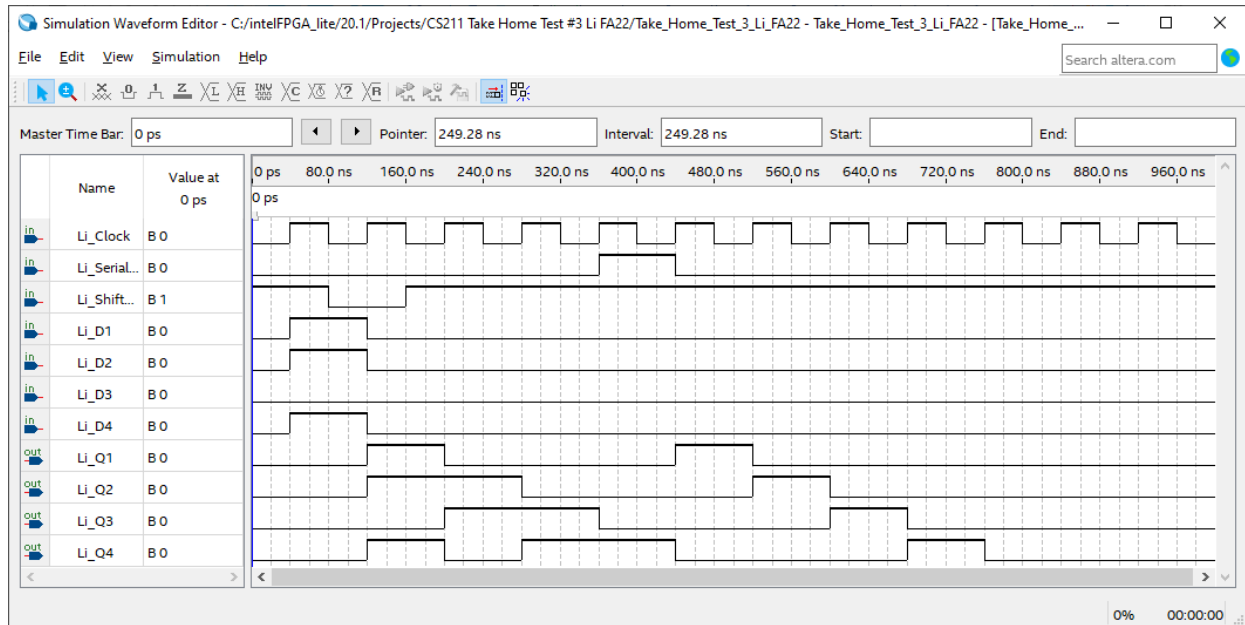 Simulation Waveform Editor - C:/intelFPGA_lite/20.1/Projects/CS211 Take Home Test #3 Li FA22/Take_Home_Test_3_Li_FA22 - Take_Home_Test_3_Li_FA22 - [Take_Home_...
File Edit View Simulation Help
Search altera.com
Master Time Bar: 0 ps Pointer: 249.28 ns Interval: 249.28 ns Start: End:
Name Value at 0 ps
0 ps 80.0 ns 160.0 ns 240.0 ns 320.0 ns 400.0 ns 480.0 ns 560.0 ns 640.0 ns 720.0 ns 800.0 ns 880.0 ns 960.0 ns
0 ps
in Li_Clock B 0
in Li_Serial... B 0
in Li_Shift... B 1
in Li_D1 B 0
in Li_D2 B 0
in Li_D3 B 0
in Li_D4 B 0
out Li_Q1 B 0
out Li_Q2 B 0
out Li_Q3 B 0
out Li_Q4 B 0
0% 00:00:00